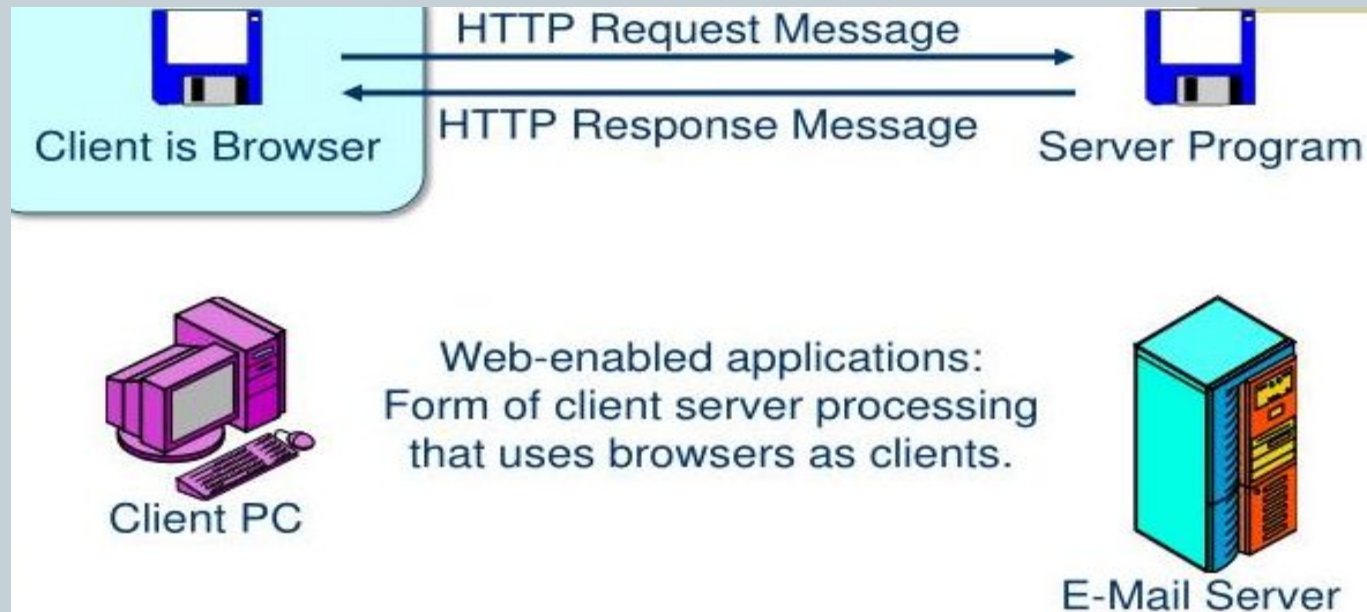 HTTP Request Message
HTTP Response Message
Client is Browser
Server Program
Web-enabled applications:
Form of client server processing
that uses browsers as clients.
Client PC
E-Mail Server